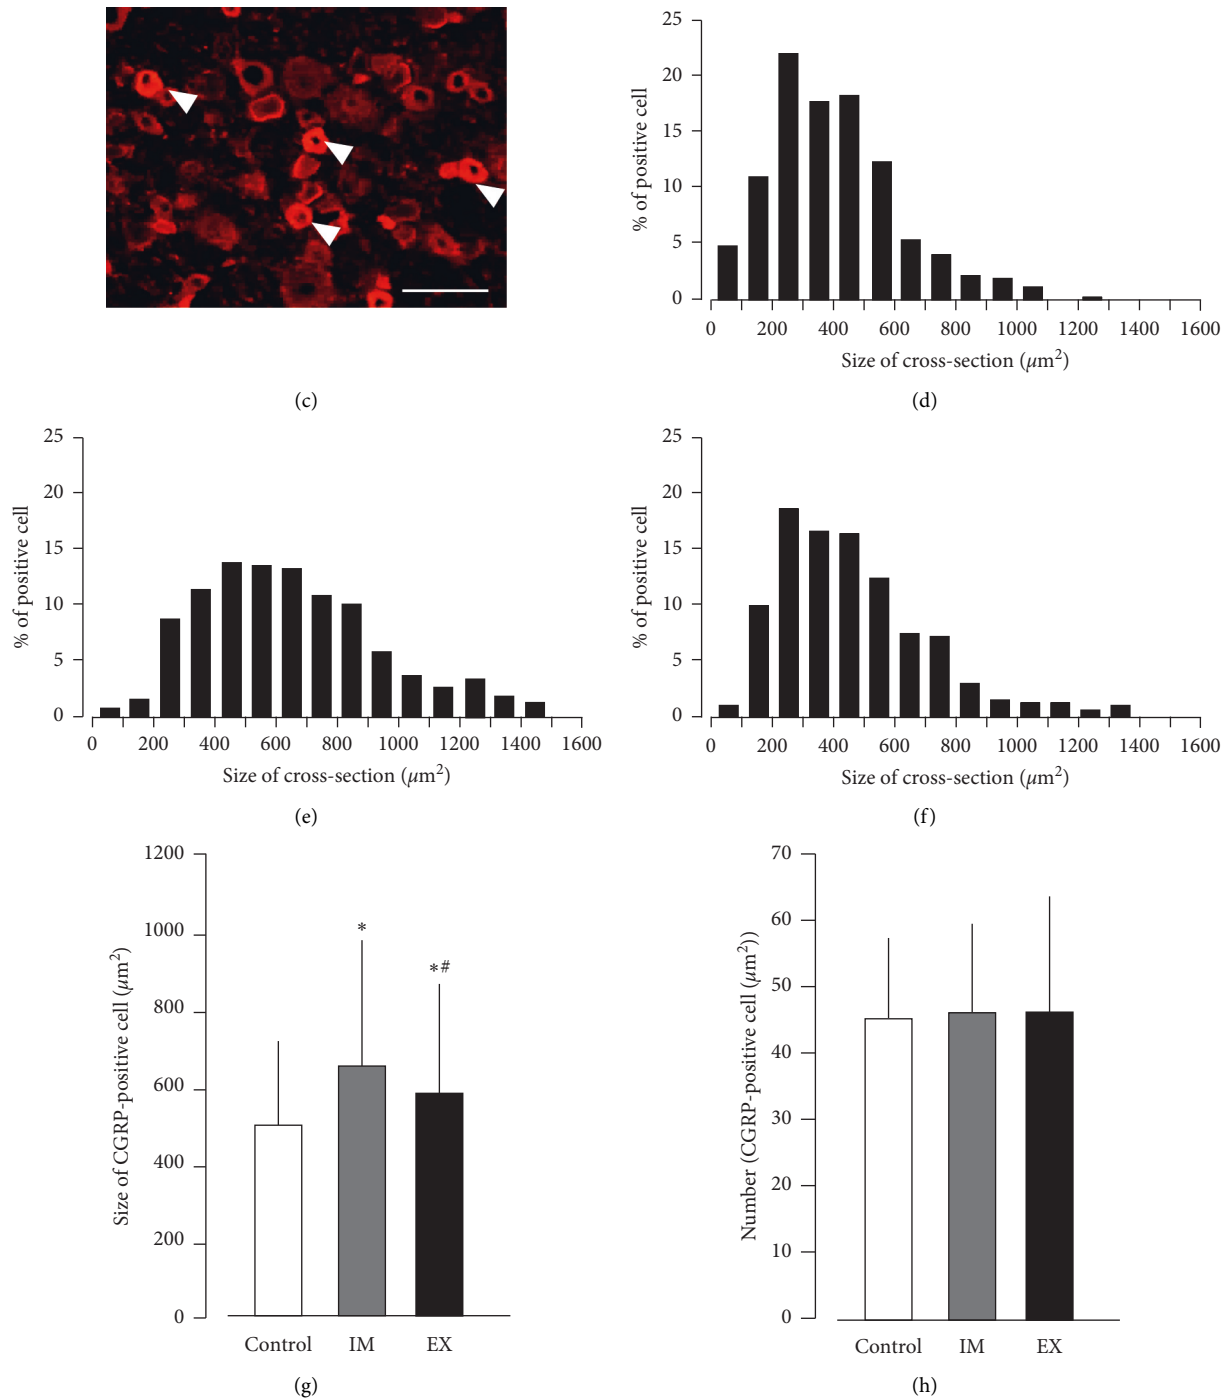 25
20
15
10
5
0
% of positive cell
0 200 400 600 800 1000 1200 1400 1600
Size of cross-section (μm²)
(c)
(d)
25
20
15
10
5
0
% of positive cell
0 200 400 600 800 1000 1200 1400 1600
Size of cross-section (μm²)
(e)
25
20
15
10
5
0
% of positive cell
0 200 400 600 800 1000 1200 1400 1600
Size of cross-section (μm²)
(f)
1200
1000
800
600
400
200
0
Size of CGRP-positive cell (μm²)
*
*#
Control IM EX
(g)
70
60
50
40
30
20
10
0
Number (CGRP-positive cell (μm²))
Control IM EX
(h)